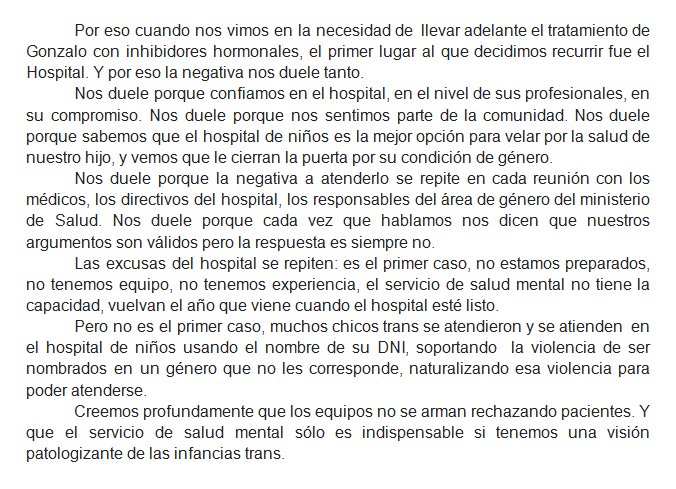 Por eso cuando nos vimos en la necesidad de llevar adelante el tratamiento de
Gonzalo con inhibidores hormonales, el primer lugar al que decidimos recurrir fue el
Hospital. Y por eso la negativa nos duele tanto.
Nos duele porque confiamos en el hospital, en el nivel de sus profesionales, en
su compromiso. Nos duele porque nos sentimos parte de la comunidad. Nos duele
porque sabemos que el hospital de niños es la mejor opción para velar por la salud de
nuestro hijo, y vemos que le cierran la puerta por su condición de género.
Nos duele porque la negativa a atenderlo se repite en cada reunión con los
médicos, los directivos del hospital, los responsables del área de género del ministerio
de Salud. Nos duele porque cada vez que hablamos nos dicen que nuestros
argumentos son válidos pero la respuesta es siempre no.
Las excusas del hospital se repiten: es el primer caso, no estamos preparados,
no tenemos equipo, no tenemos experiencia, el servicio de salud mental no tiene la
capacidad, vuelvan el año que viene cuando el hospital esté listo.
Pero no es el primer caso, muchos chicos trans se atendieron y se atienden en
el hospital de niños usando el nombre de su DNI, soportando la violencia de ser
nombrados en un género que no les corresponde, naturalizando esa violencia para
poder atenderse.
Creemos profundamente que los equipos no se arman rechazando pacientes. Y
que el servicio de salud mental sólo es indispensable si tenemos una visión
patologizante de las infancias trans.